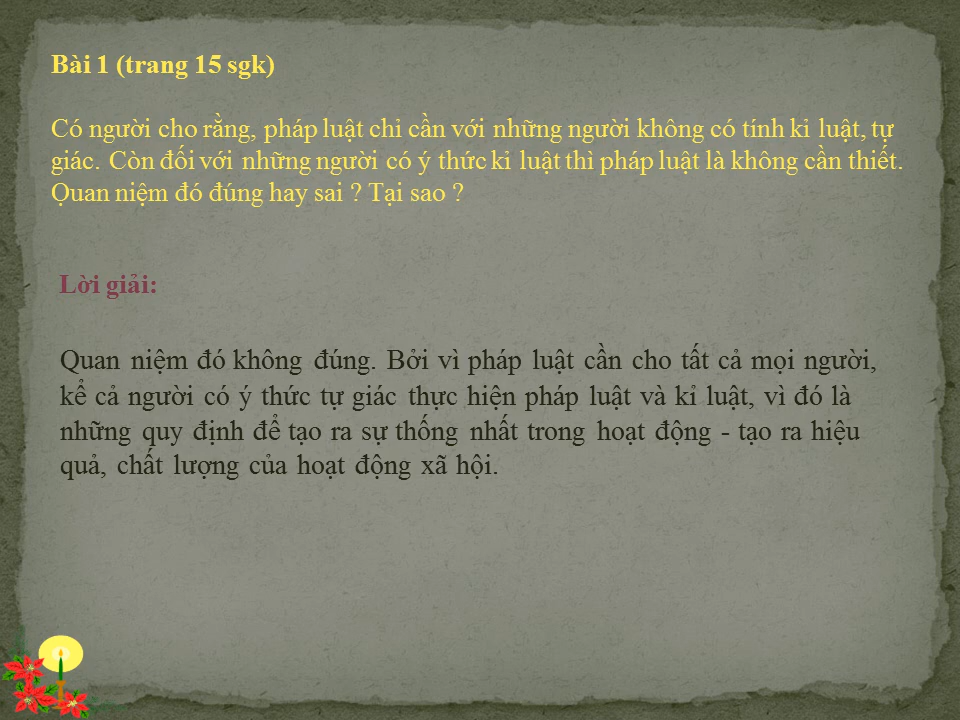 Bài 1 (trang 15 sgk)
Có người cho rằng, pháp luật chỉ cần với những người không có tính kỉ luật, tự
giác. Còn đối với những người có ý thức kỉ luật thì pháp luật là không cần thiết.
Quan niệm đó đúng hay sai ? Tại sao ?
Lời giải:
Quan niệm đó không đúng. Bởi vì pháp luật cần cho tất cả mọi người,
kể cả người có ý thức tự giác thực hiện pháp luật và kỉ luật, vì đó là
những quy định để tạo ra sự thống nhất trong hoạt động - tạo ra hiệu
quả, chất lượng của hoạt động xã hội.